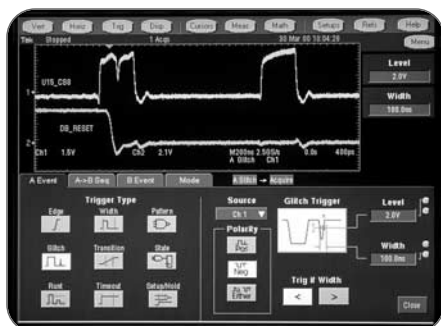 Vert Horiz Trig Disp Cursors Meas Math Setups Help
Tek Stopped 1 Acqs 30 Mar 00 10:04:28
Menu
Level
2.0V
Width
100.0ns
U15_CS0
1
DB_RESET
2
Ch1 1.5V Ch2 2.1V M200ns 0.0s 400ps
A Glitch Ch1
A Event A->B Seq B Event Mode A Glitch → Acquire
Trigger Type
Edge Width Pattern
Glitch Transition State
Runt Timeout Setup/Hold
Source
Ch 1
Polarity
Pos
Neg
Either
Glitch Trigger
Trig if Width
< >
Level
2.0V
Width
100.0ns
Close